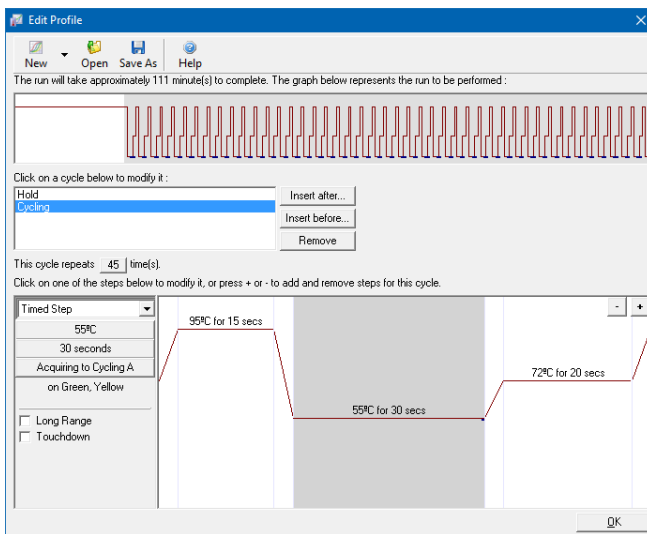 Edit Profile
New Open Save As Help
The run will take approximately 111 minute(s) to complete. The graph below represents the run to be performed :
Click on a cycle below to modify it :
Hold
Cycling
Insert after...
Insert before...
Remove
This cycle repeats 45 time(s).
Click on one of the steps below to modify it, or press + or - to add and remove steps for this cycle.
Timed Step
55ºC
30 seconds
Acquiring to Cycling A
on Green, Yellow
Long Range
Touchdown
95ºC for 15 secs
55ºC for 30 secs
72ºC for 20 secs
- +
OK